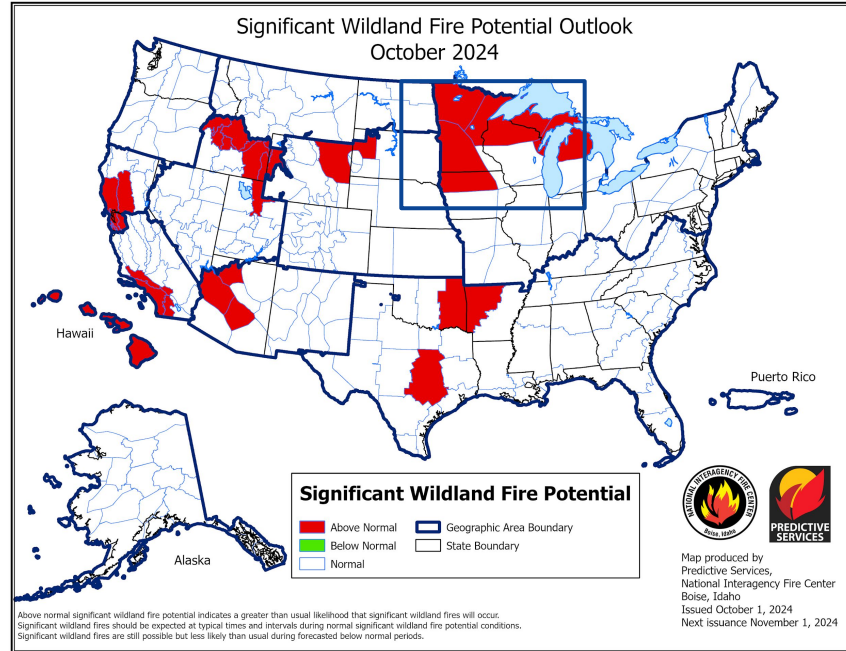 Significant Wildland Fire Potential Outlook
October 2024
Hawaii
Puerto Rico
Alaska
Significant Wildland Fire Potential
Above Normal
Below Normal
Normal
Geographic Area Boundary
State Boundary
NATIONAL INTERAGENCY FIRE CENTER
Boise, Idaho
PREDICTIVE
SERVICES
Map produced by
Predictive Services,
National Interagency Fire Center
Boise, Idaho
Issued October 1, 2024
Next issuance November 1, 2024
Above normal significant wildland fire potential indicates a greater than usual likelihood that significant wildland fires will occur.
Significant wildland fires should be expected at typical times and intervals during normal significant wildland fire potential conditions.
Significant wildland fires are still possible but less likely than usual during forecasted below normal periods.